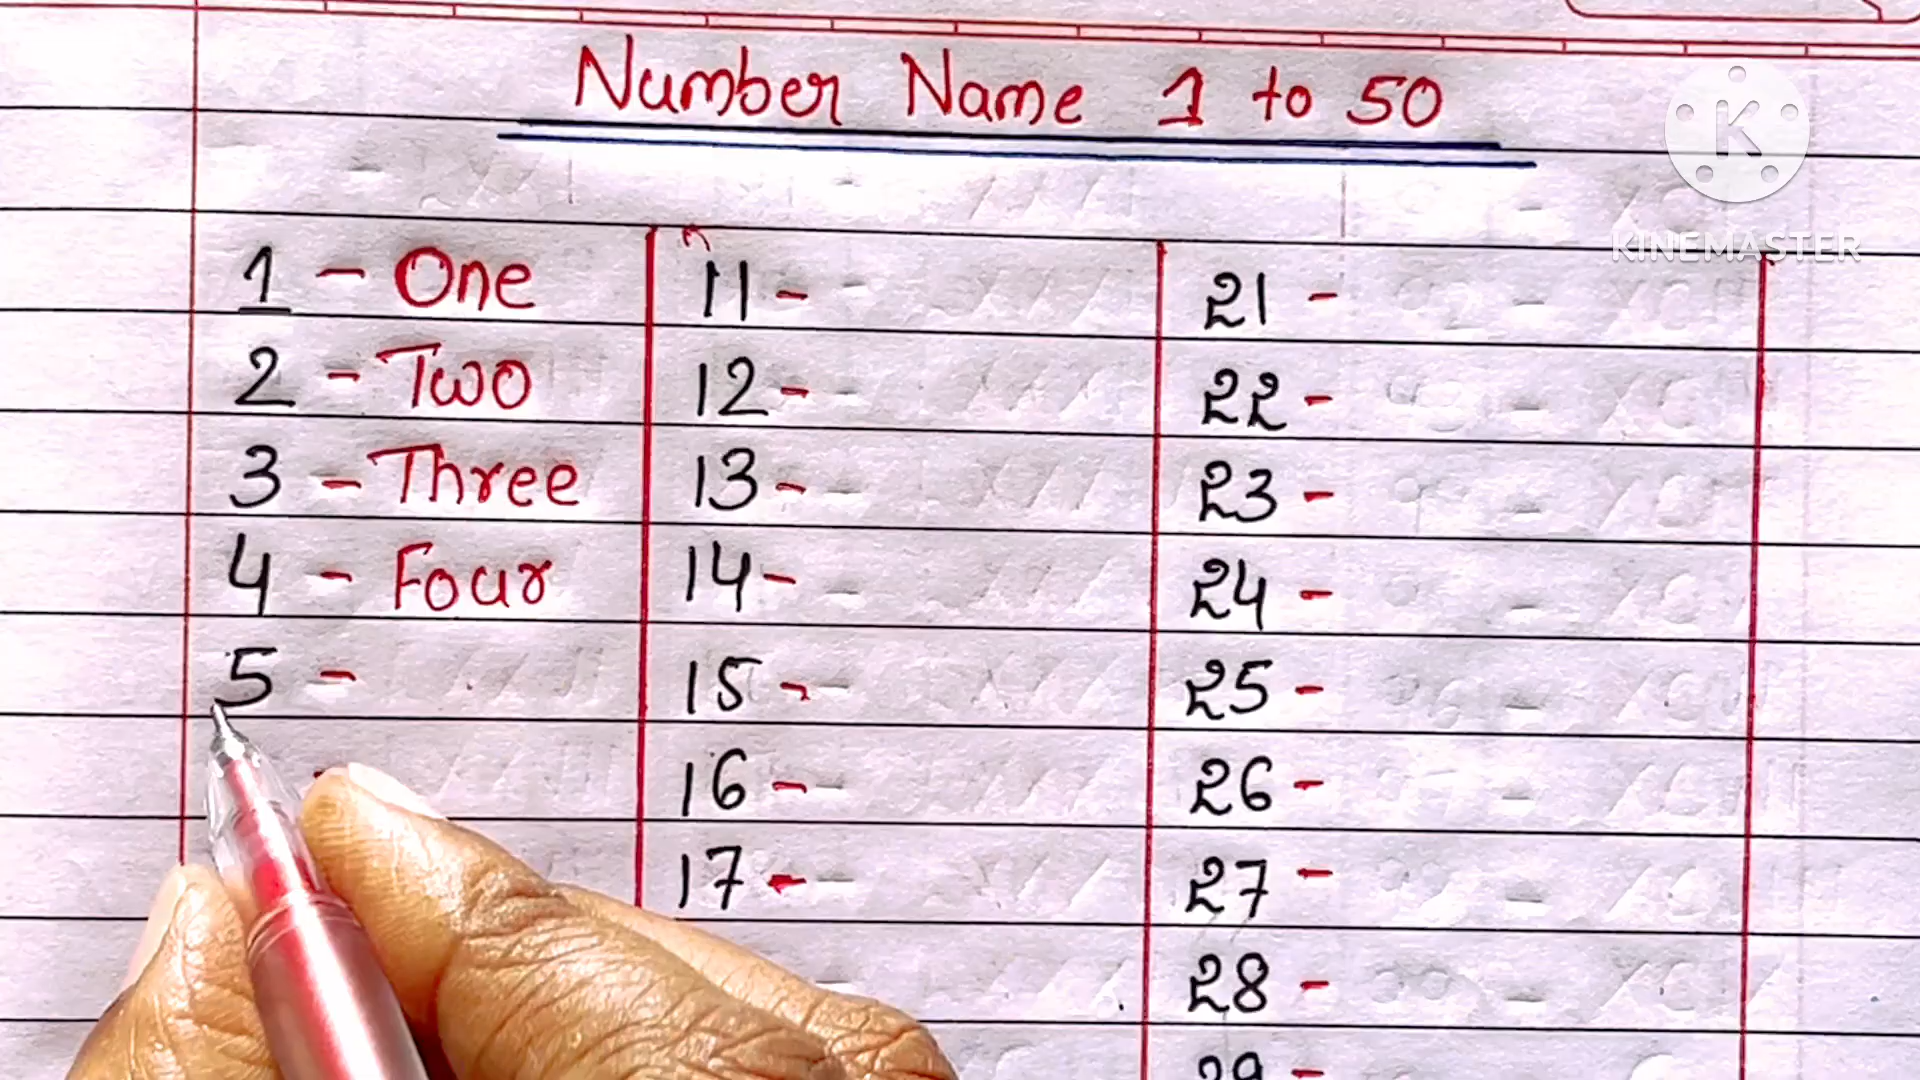 Number Name 1 to 50
K
KINEMASTER
1 - One
2 - Two
3 - Three
4 - Four
5 -
11 -
12 -
13 -
14 -
15 -
16 -
17 -
21 -
22 -
23 -
24 -
25 -
26 -
27 -
28 -
29 -